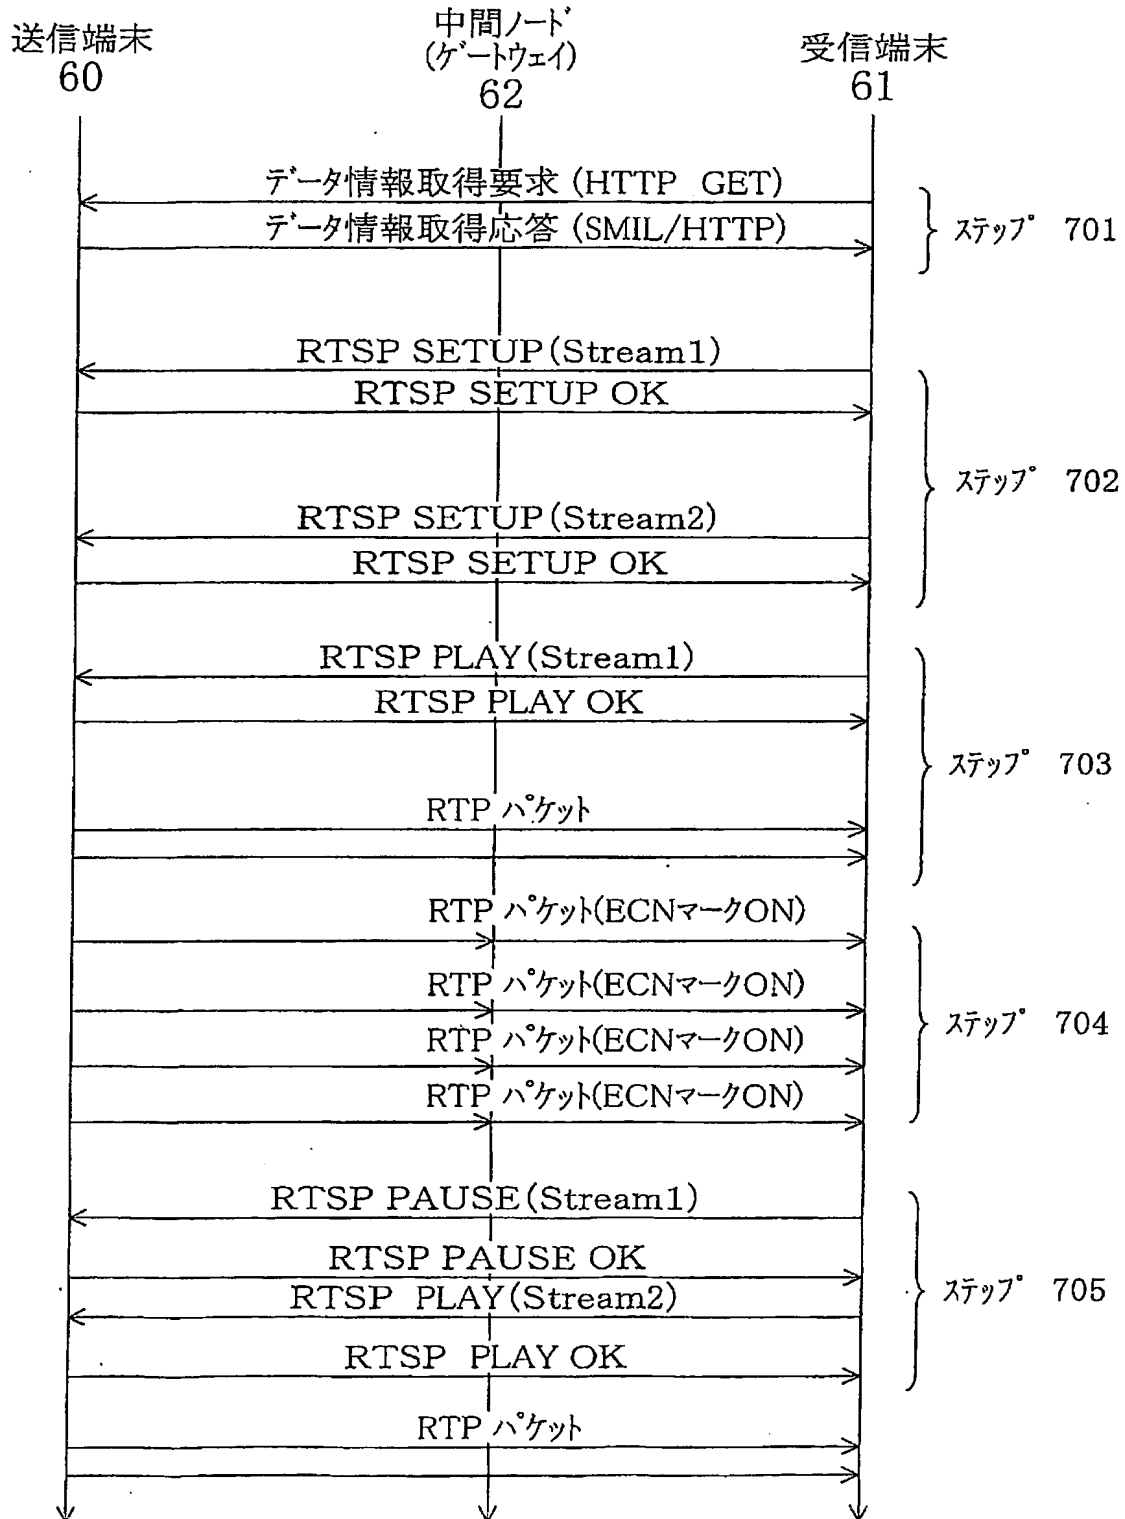 送信端末
60
中間ノード
(ゲートウェイ)
62
受信端末
61
データ情報取得要求 (HTTP GET)
データ情報取得応答 (SMIL/HTTP)
ステップ 701
RTSP SETUP(Stream1)
RTSP SETUP OK
RTSP SETUP(Stream2)
RTSP SETUP OK
ステップ 702
RTSP PLAY(Stream1)
RTSP PLAY OK
RTP パケット
ステップ 703
RTP パケット(ECNマークON)
RTP パケット(ECNマークON)
RTP パケット(ECNマークON)
RTP パケット(ECNマークON)
ステップ 704
RTSP PAUSE(Stream1)
RTSP PAUSE OK
RTSP PLAY(Stream2)
RTSP PLAY OK
ステップ 705
RTP パケット